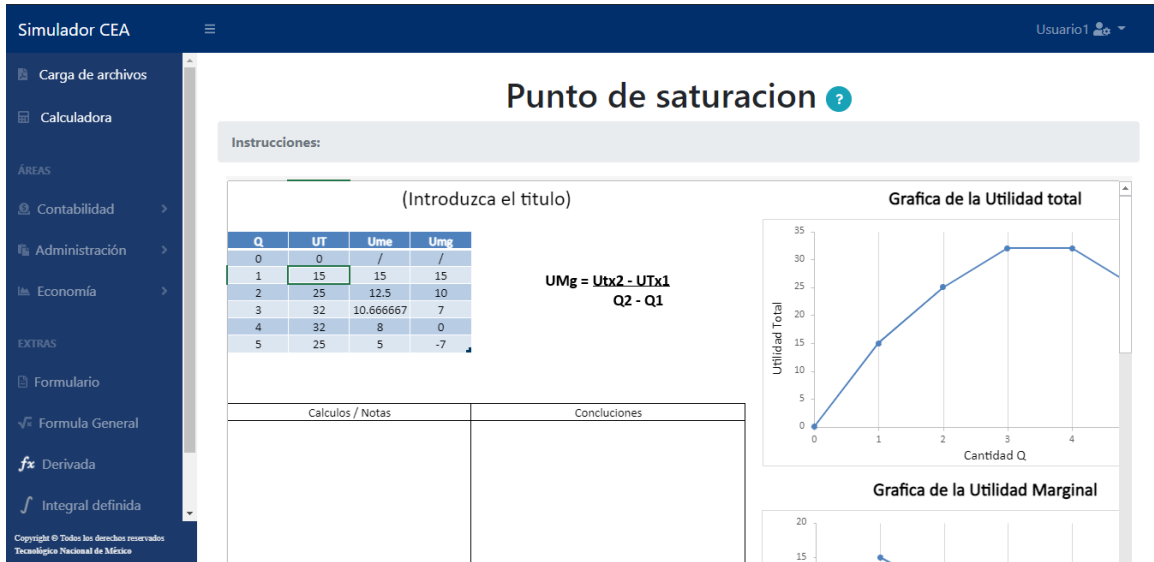 Simulador CEA
Usuario1
Carga de archivos
Calculadora
ÁREAS
Contabilidad
Administración
Economía
EXTRAS
Formulario
Formula General
fx Derivada
∫ Integral definida
Copyright © Todos los derechos reservados
Tecnológico Nacional de México
Punto de saturacion ?
Instrucciones:
(Introduzca el titulo)
Q UT Ume Umg
0 0 / /
1 15 15 15
2 25 12.5 10
3 32 10.666667 7
4 32 8 0
5 25 5 -7
UMg = Utx2 - UTx1
Q2 - Q1
Calculos / Notas Concluciones
Grafica de la Utilidad total
35
30
25
20
15
10
5
0
Utilidad Total
0 1 2 3 4
Cantidad Q
Grafica de la Utilidad Marginal
20
15